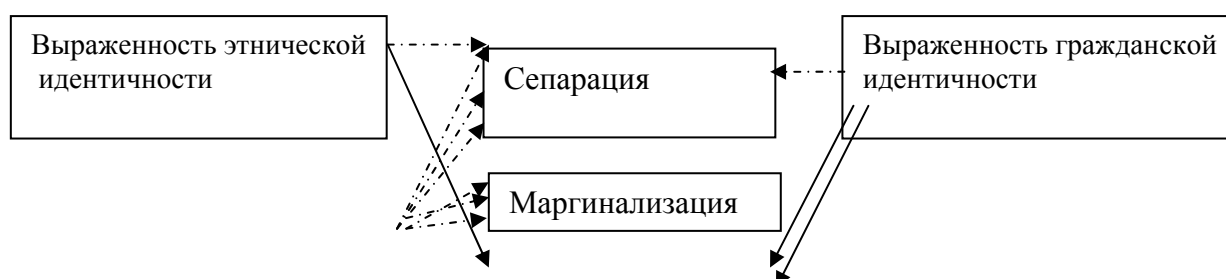 Выраженность этнической
идентичности
Сепарация
Маргинализация
Выраженность гражданской
идентичности